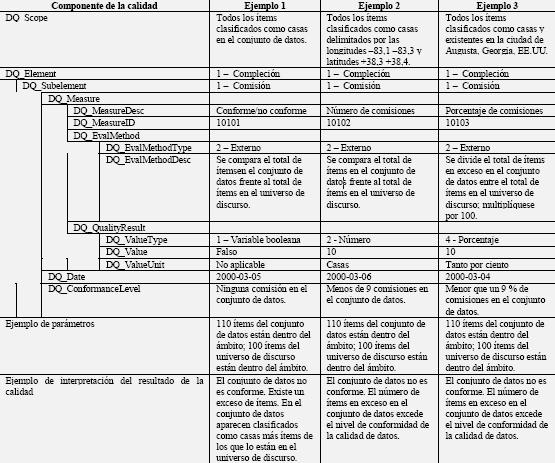 Componente de la calidad Ejemplo 1 Ejemplo 2 Ejemplo 3
DQ_Scope
Todos los ítems
clasificados como casas
en el conjunto de datos.
Todos los ítems
clasificados como casas
delimitados por las
longitudes –83,1 –83,3 y
latitudes +38,3 +38,4.
Todos los ítems
clasificados como casas y
existentes en la ciudad de
Augusta, Georgia, EE.UU.
DQ_Element 1 – Compleción 1 – Compleción 1 – Compleción
DQ_Subelement 1 – Comisión 1 – Comisión 1 – Comisión
DQ_Measure
DQ_MeasureDesc Conforme/no conforme Número de comisiones Porcentaje de comisiones
DQ_MeasureID 10101 10102 10103
DQ_EvalMethod
DQ_EvalMethodType 2 – Externo 2 – Externo 2 – Externo
DQ_EvalMethodDesc
Se compara el total de
ítemsen el conjunto de
datos frente al total de
ítems en el universo de
discurso.
Se compara el total de
ítems en el conjunto de
datos frente al total de
ítems en el universo de
discurso.
Se divide el total de ítems
en exceso en el conjunto
de datos entre el total de
ítems en el universo de
discurso; multiplíquese
por 100.
DQ_QualityResult
DQ_ValueType 1 – Variable booleana 2 - Número 4 - Porcentaje
DQ_Value Falso 10 10
DQ_ValueUnit No aplicable Casas Tanto por ciento
DQ_Date 2000-03-05 2000-03-06 2000-03-04
DQ_ConformanceLevel
Ninguna comisión en el
conjunto de datos.
Menos de 9 comisiones en
el conjunto de datos.
Menor que un 9 % de
comisiones en el conjunto
de datos.
Ejemplo de parámetros
110 ítems del conjunto
de datos están dentro del
ámbito; 100 ítems del
universo de discurso
están dentro del ámbito.
110 ítems del conjunto
de datos están dentro del
ámbito; 100 ítems del
universo de discurso están
dentro del ámbito.
110 ítems del conjunto de
datos están dentro del
ámbito; 100 ítems del
universo de discurso están
dentro del ámbito.
Ejemplo de interpretación del resultado de la
calidad
El conjunto de datos no
es conforme. Existe un
exceso de ítems. En el
conjunto de datos
aparecen clasificados
como casas más ítems de
los que lo están en el
universo de discurso.
El conjunto de datos no es
conforme. El número de
ítems en exceso en el
conjunto de datos excede
el nivel de conformidad de
la calidad de datos.
El conjunto de datos no es
conforme. El número de
ítems en exceso en el
conjunto de datos excede
el nivel de conformidad de
la calidad de datos.